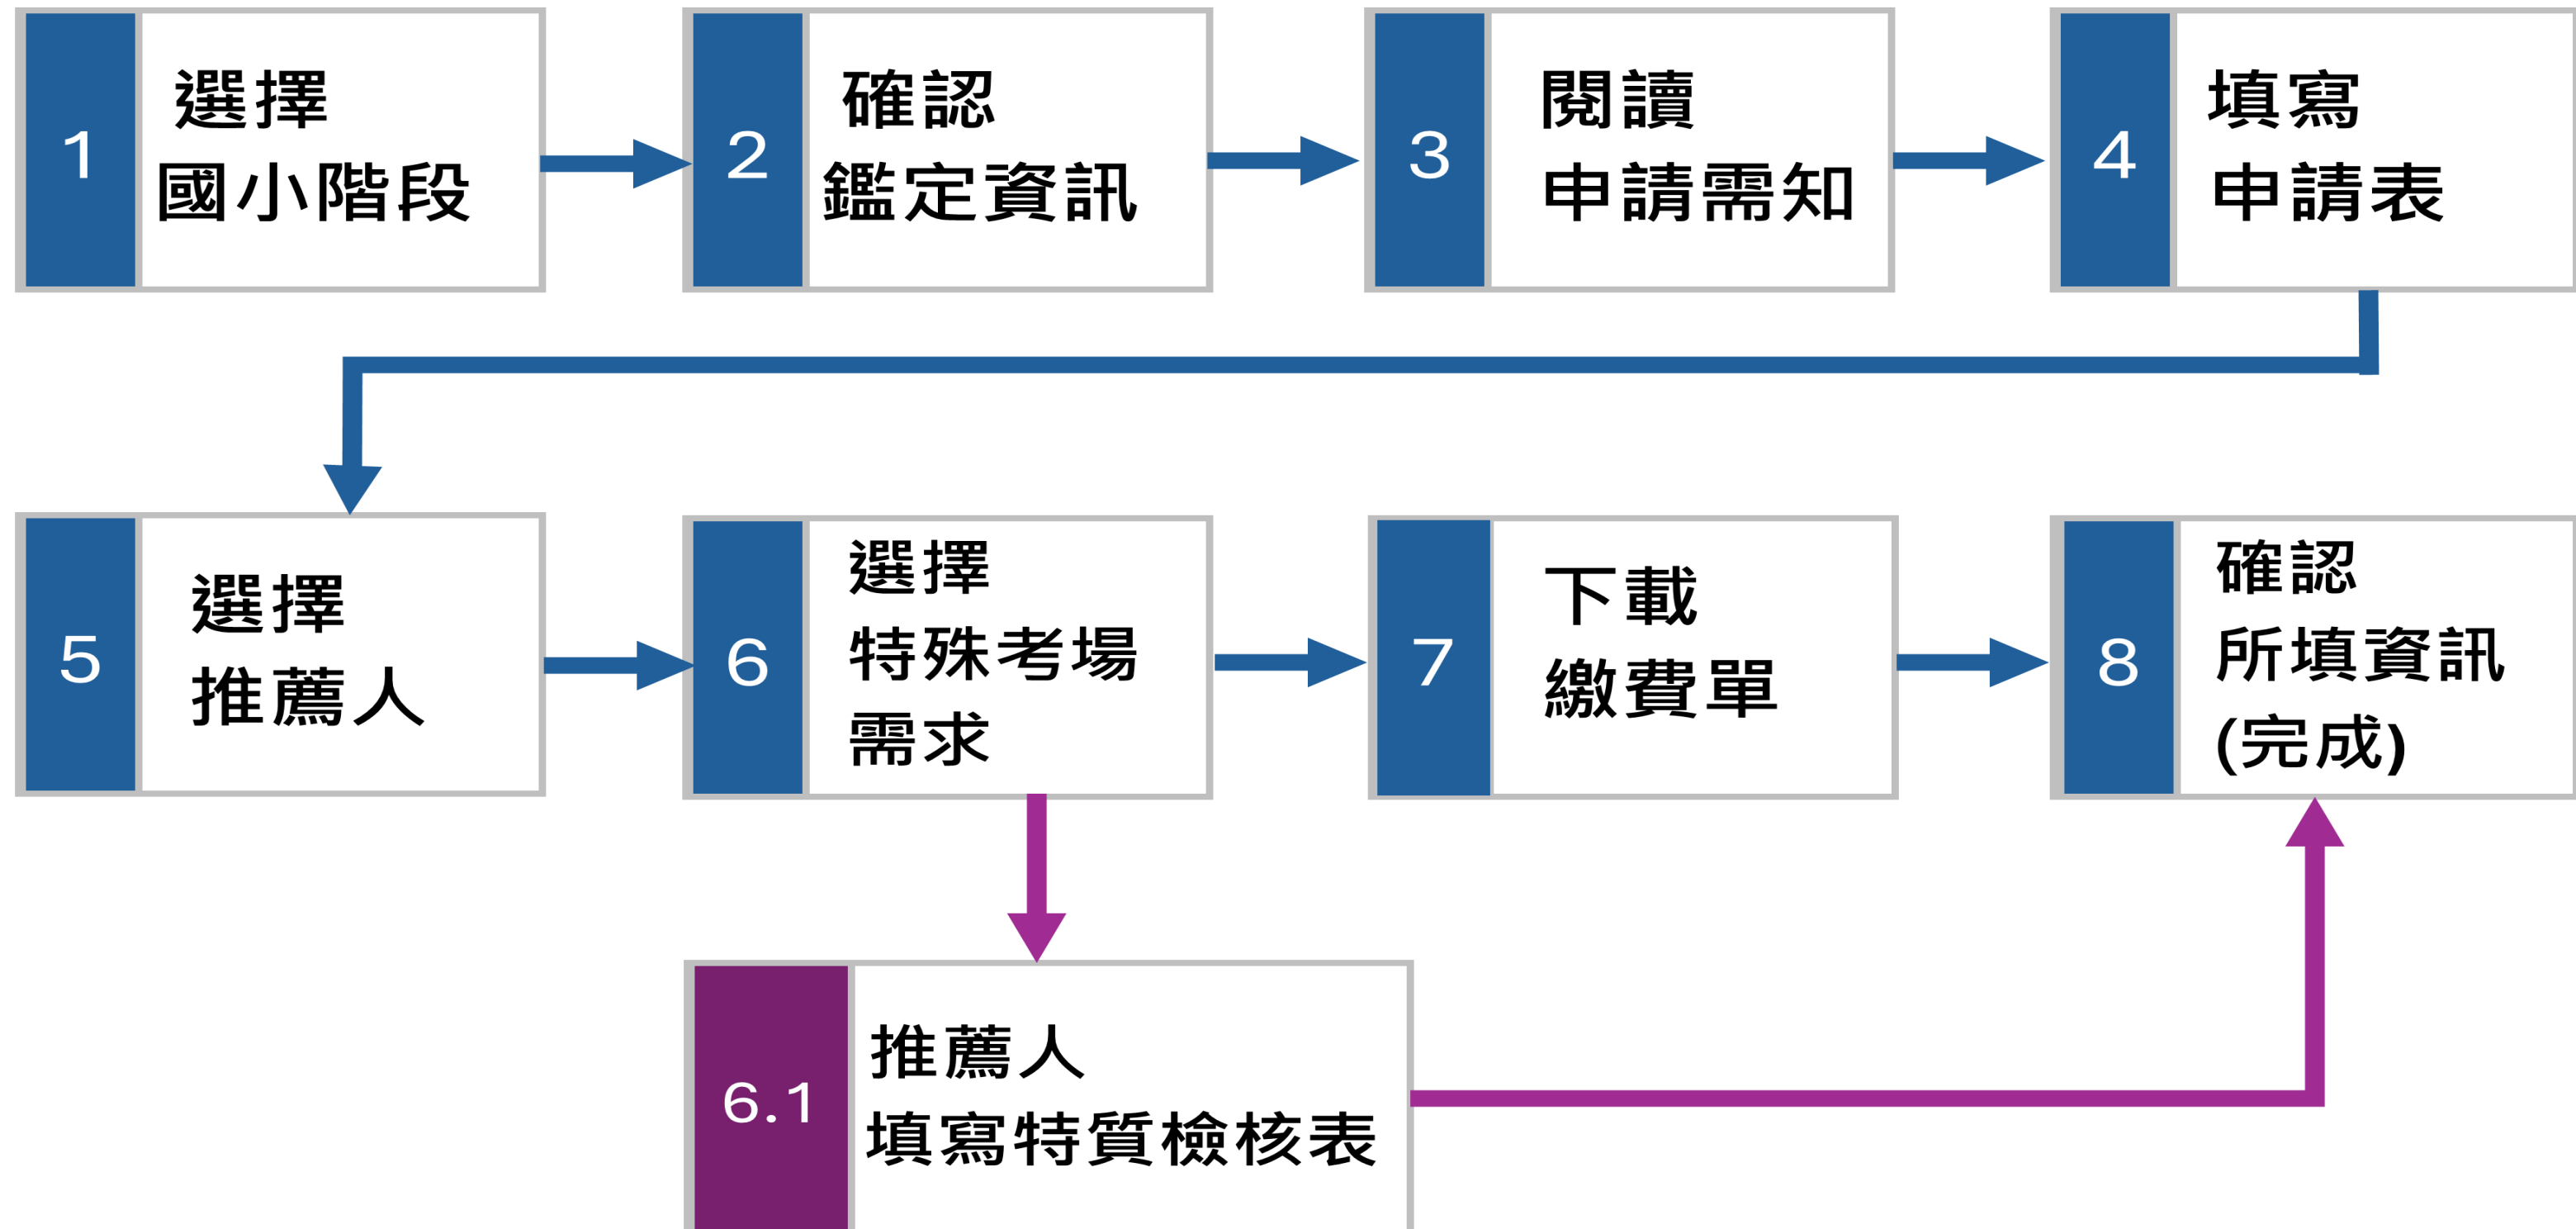 1
選擇
國小階段
2
確認
鑑定資訊
3
閱讀
申請需知
4
填寫
申請表
5
選擇
推薦人
6
選擇
特殊考場
需求
7
下載
繳費單
8
確認
所填資訊
(完成)
6.1
推薦人
填寫特質檢核表